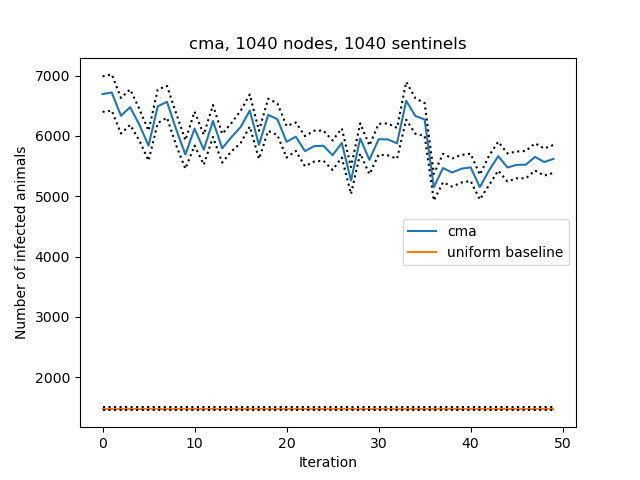 cma, 1040 nodes, 1040 sentinels
Number of infected animals
7000
6000
5000
4000
3000
2000
cma
uniform baseline
0
10
20
30
40
50
Iteration